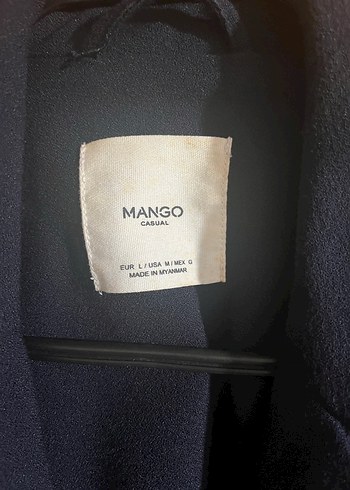 MANGO
CASUAL
EUR L / USA M / MEX G
MADE IN MYANMAR